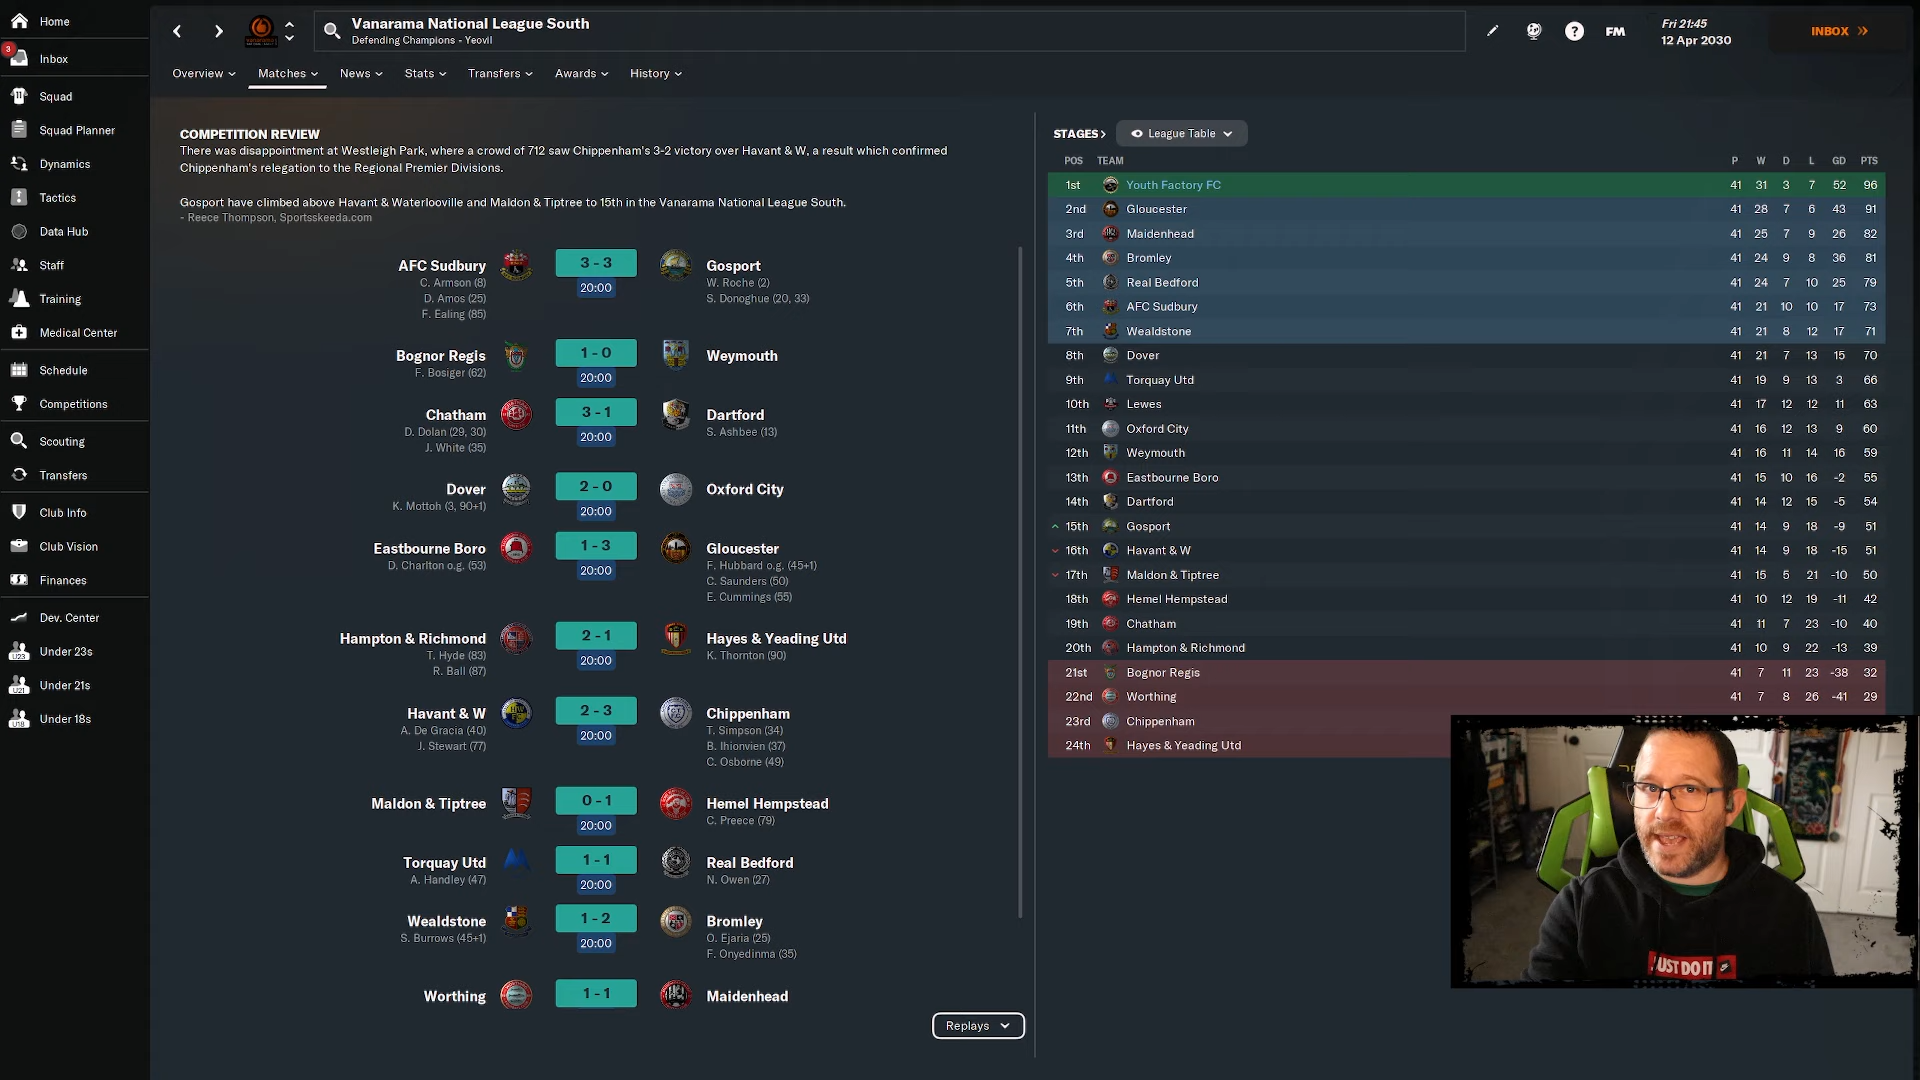 Home
3
Inbox
Squad
Squad Planner
Dynamics
Tactics
Data Hub
Staff
Training
Medical Center
Schedule
Competitions
Scouting
Transfers
Club Info
Club Vision
Finances
Dev. Center
U23
Under 23s
U21
Under 21s
U18
Under 18s
Vanarama National League South
Defending Champions - Yeovil
?
FM
Fri 21:45
12 Apr 2030
INBOX
Overview Matches News Stats Transfers Awards History
COMPETITION REVIEW
There was disappointment at Westleigh Park, where a crowd of 712 saw Chippenham's 3-2 victory over Havant & W, a result which confirmed
Chippenham's relegation to the Regional Premier Divisions.
Gosport have climbed above Havant & Waterlooville and Maldon & Tiptree to 15th in the Vanarama National League South.
- Reece Thompson, Sportsskeeda.com
AFC Sudbury 3 - 3 Gosport
C. Armson (8) 20:00 W. Roche (2)
D. Amos (25) S. Donoghue (20, 33)
F. Ealing (85)
Bognor Regis 1 - 0 Weymouth
F. Bosiger (62) 20:00
Chatham 3 - 1 Dartford
D. Dolan (29, 30) 20:00 S. Ashbee (13)
J. White (35)
Dover 2 - 0 Oxford City
K. Mottoh (3, 90+1) 20:00
Eastbourne Boro 1 - 3 Gloucester
D. Charlton o.g. (53) 20:00 F. Hubbard o.g. (45+1)
C. Saunders (50)
E. Cummings (55)
Hampton & Richmond 2 - 1 Hayes & Yeading Utd
T. Hyde (83) 20:00 K. Thornton (90)
R. Ball (87)
Havant & W 2 - 3 Chippenham
A. De Gracia (40) 20:00 T. Simpson (34)
J. Stewart (77) B. Ihionvien (37)
C. Osborne (49)
Maldon & Tiptree 0 - 1 Hemel Hempstead
20:00 C. Preece (79)
Torquay Utd 1 - 1 Real Bedford
A. Handley (47) 20:00 N. Owen (27)
Wealdstone 1 - 2 Bromley
S. Burrows (45+1) 20:00 O. Ejaria (25)
F. Onyedinma (35)
Worthing 1 - 1 Maidenhead
Replays
STAGES League Table
POS TEAM P W D L GD PTS
1st Youth Factory FC 41 31 3 7 52 96
2nd Gloucester 41 28 7 6 43 91
3rd Maidenhead 41 25 7 9 26 82
4th Bromley 41 24 9 8 36 81
5th Real Bedford 41 24 7 10 25 79
6th AFC Sudbury 41 21 10 10 17 73
7th Wealdstone 41 21 8 12 17 71
8th Dover 41 21 7 13 15 70
9th Torquay Utd 41 19 9 13 3 66
10th Lewes 41 17 12 12 11 63
11th Oxford City 41 16 12 13 9 60
12th Weymouth 41 16 11 14 16 59
13th Eastbourne Boro 41 15 10 16 -2 55
14th Dartford 41 14 12 15 -5 54
15th Gosport 41 14 9 18 -9 51
16th Havant & W 41 14 9 18 -15 51
17th Maldon & Tiptree 41 15 5 21 -10 50
18th Hemel Hempstead 41 10 12 19 -11 42
19th Chatham 41 11 7 23 -10 40
20th Hampton & Richmond 41 10 9 22 -13 39
21st Bognor Regis 41 7 11 23 -38 32
22nd Worthing 41 7 8 26 -41 29
23rd Chippenham
24th Hayes & Yeading Utd
JUST DO IT